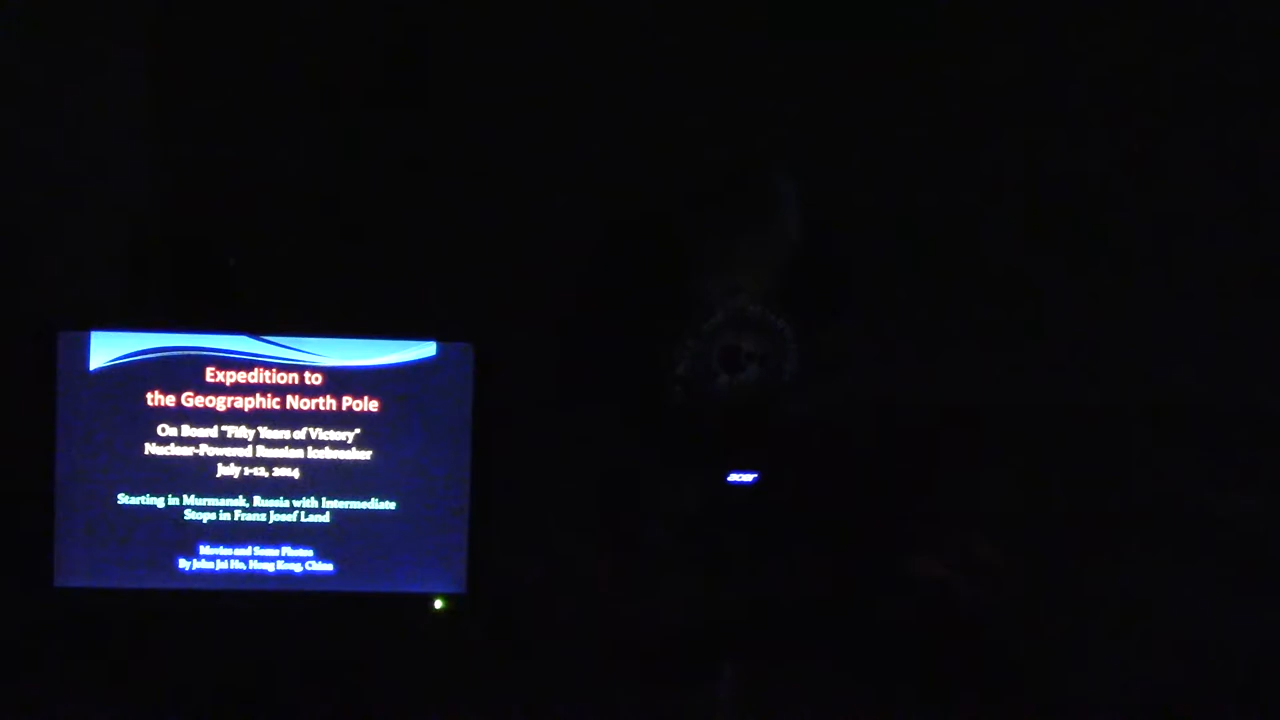 Expedition to
the Geographic North Pole
On Board "Fifty Years of Victory"
Nuclear-Powered Russian Icebreaker
July 1-12, 2014
Starting in Murmansk, Russia with Intermediate
Stops in Franz Josef Land
Movies and Some Photos
By John Jei Ho, Hong Kong, China
acer